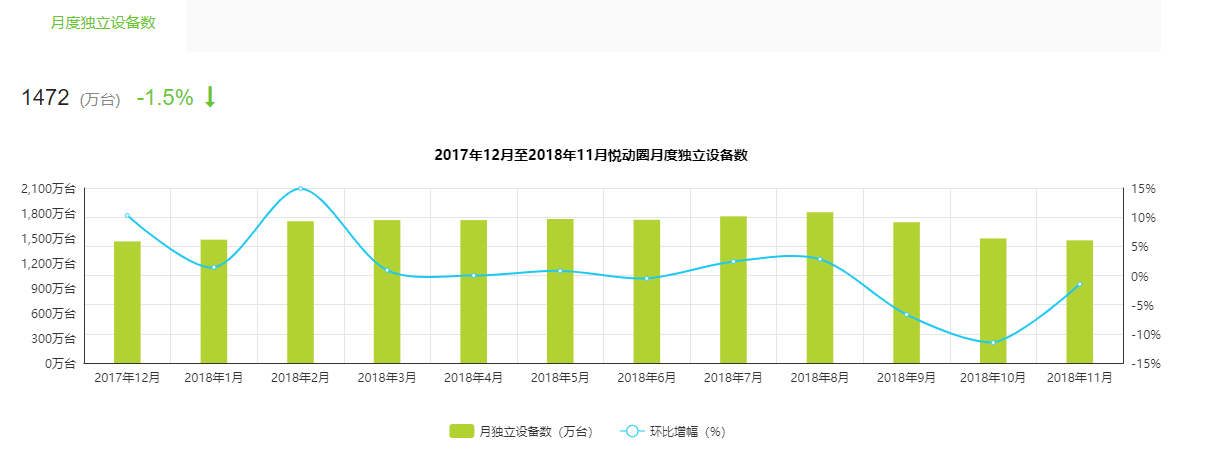 月度独立设备数
1472 (万台) -1.5%
2017年12月至2018年11月悦动圈月度独立设备数
2,100万台 15%
1,800万台 10%
1,500万台 5%
1,200万台 0%
900万台 -5%
600万台 -10%
300万台
0万台 -15%
2017年12月 2018年1月 2018年2月 2018年3月 2018年4月 2018年5月 2018年6月 2018年7月 2018年8月 2018年9月 2018年10月 2018年11月
月独立设备数（万台） 环比增幅（%）